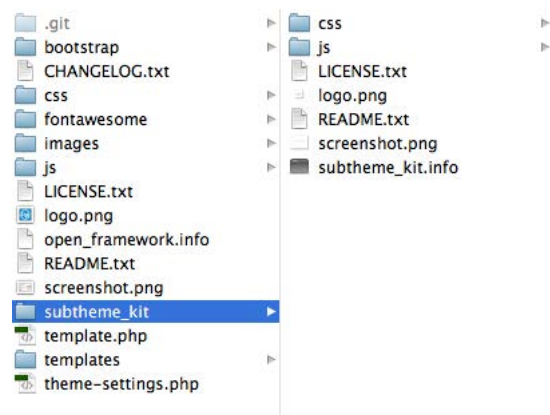 .git
bootstrap
CHANGELOG.txt
css
fontawesome
images
js
LICENSE.txt
logo.png
open_framework.info
README.txt
screenshot.png
subtheme_kit
template.php
templates
theme-settings.php
css
js
LICENSE.txt
logo.png
README.txt
screenshot.png
subtheme_kit.info